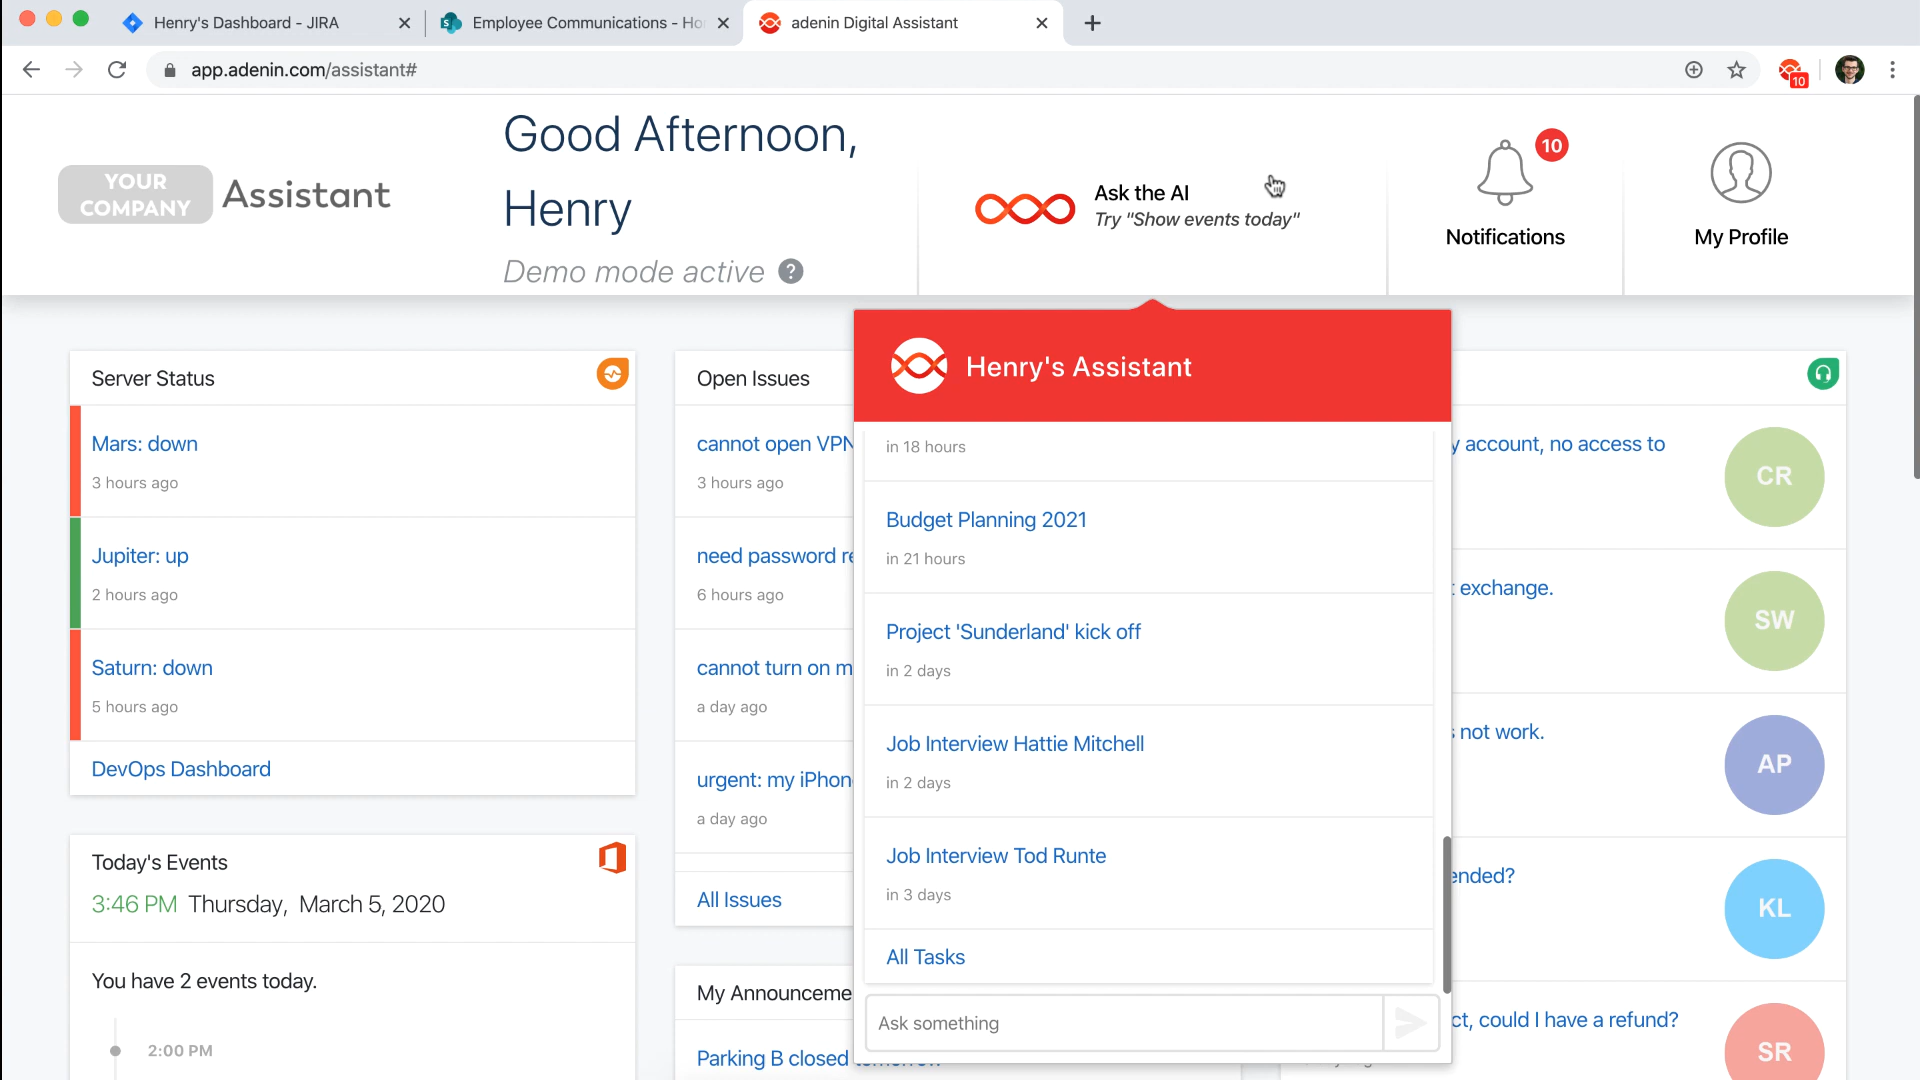 Henry's Dashboard - JIRA
Employee Communications - Ho
adenin Digital Assistant
app.adenin.com/assistant#
10
YOUR COMPANY
Assistant
Good Afternoon,
Henry
Demo mode active ?
Ask the AI
Try "Show events today"
10
Notifications
My Profile
Server Status
Mars: down
3 hours ago
Jupiter: up
2 hours ago
Saturn: down
5 hours ago
DevOps Dashboard
Today's Events
3:46 PM Thursday, March 5, 2020
You have 2 events today.
2:00 PM
Open Issues
cannot open VPN
3 hours ago
need password re
6 hours ago
cannot turn on m
a day ago
urgent: my iPhon
a day ago
All Issues
My Announceme
Parking B closed tomorrow
Henry's Assistant
in 18 hours
Budget Planning 2021
in 21 hours
Project 'Sunderland' kick off
in 2 days
Job Interview Hattie Mitchell
in 2 days
Job Interview Tod Runte
in 3 days
All Tasks
Ask something
y account, no access to
CR
exchange.
SW
s not work.
AP
ended?
KL
ct, could I have a refund?
SR